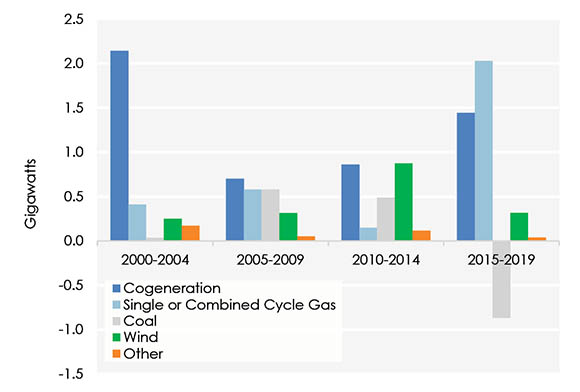 2.5
2.0
1.5
1.0
0.5
0.0
-0.5
-1.0
-1.5
Gigawatts
2000-2004 2005-2009 2010-2014 2015-2019
Cogeneration
Single or Combined Cycle Gas
Coal
Wind
Other